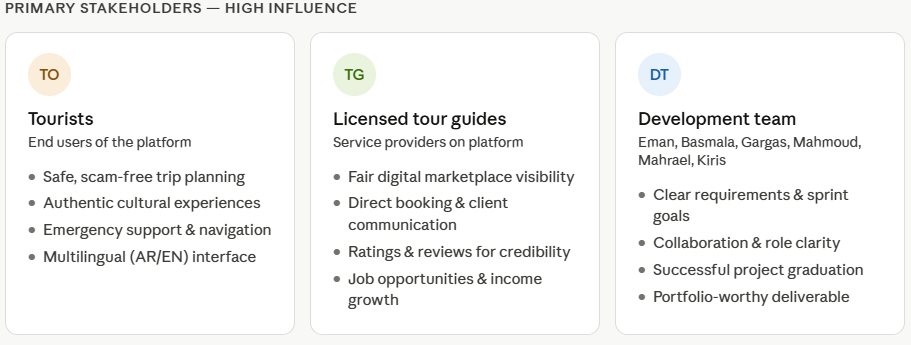 PRIMARY STAKEHOLDERS — HIGH INFLUENCE
TO
Tourists
End users of the platform
• Safe, scam-free trip planning
• Authentic cultural experiences
• Emergency support & navigation
• Multilingual (AR/EN) interface
TG
Licensed tour guides
Service providers on platform
• Fair digital marketplace visibility
• Direct booking & client
communication
• Ratings & reviews for credibility
• Job opportunities & income
growth
DT
Development team
Eman, Basmala, Gargas, Mahmoud,
Mahrael, Kiris
• Clear requirements & sprint
goals
• Collaboration & role clarity
• Successful project graduation
• Portfolio-worthy deliverable